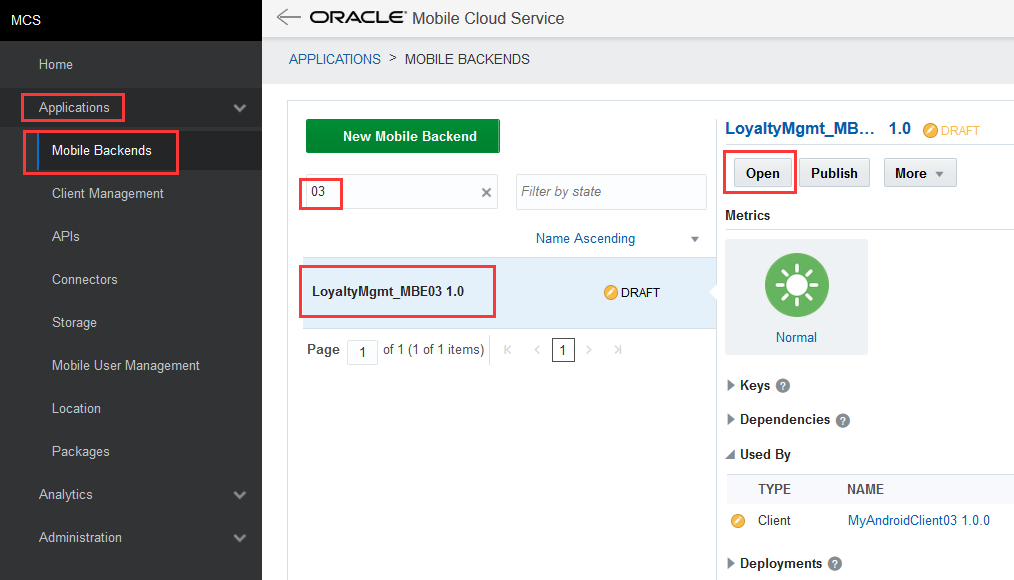 MCS
Home
Applications
Mobile Backends
Client Management
APIs
Connectors
Storage
Mobile User Management
Location
Packages
Analytics
Administration
ORACLE Mobile Cloud Service
APPLICATIONS > MOBILE BACKENDS
New Mobile Backend
03
Filter by state
Name Ascending
LoyaltyMgmt_MBE03 1.0 DRAFT
Page 1 of 1 (1 of 1 items) 1
LoyaltyMgmt_MB... 1.0 DRAFT
Open Publish More
Metrics
Normal
Keys ?
Dependencies ?
Used By
TYPE NAME
Client MyAndroidClient03 1.0.0
Deployments ?